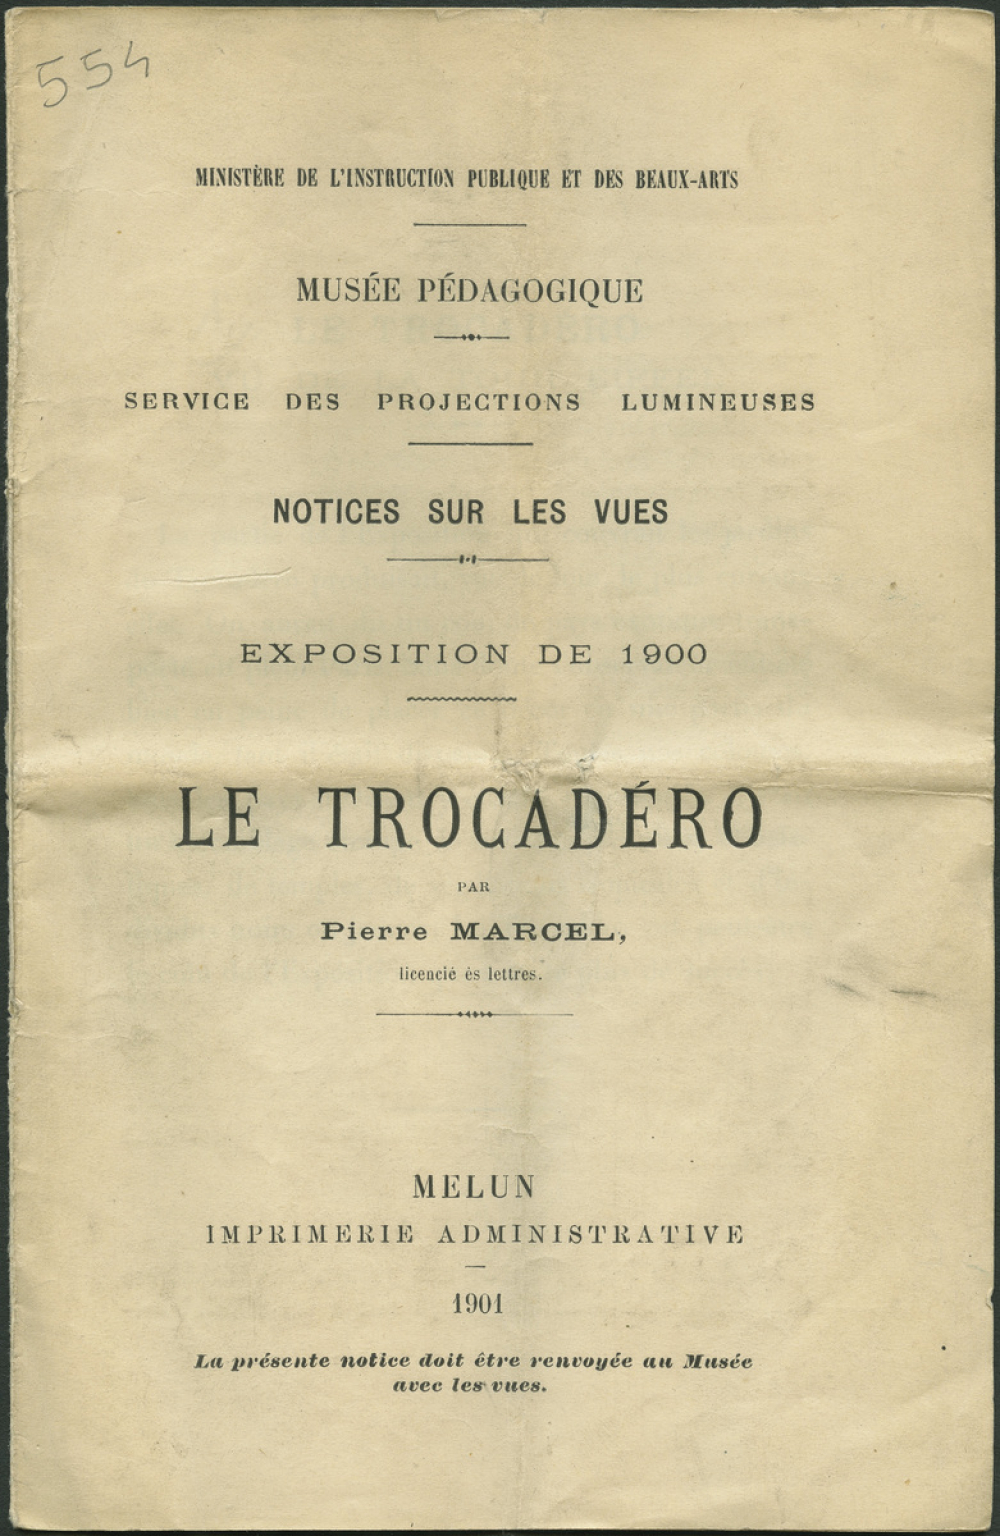 554
MINISTÈRE DE L'INSTRUCTION PUBLIQUE ET DES BEAUX-ARTS
MUSÉE PÉDAGOGIQUE
SERVICE DES PROJECTIONS LUMINEUSES
NOTICES SUR LES VUES
EXPOSITION DE 1900
LE TROCADÉRO
PAR
Pierre MARCEL,
licencié ès lettres.
MELUN
IMPRIMERIE ADMINISTRATIVE
1901
La présente notice doit être renvoyée au Musée
avec les vues.